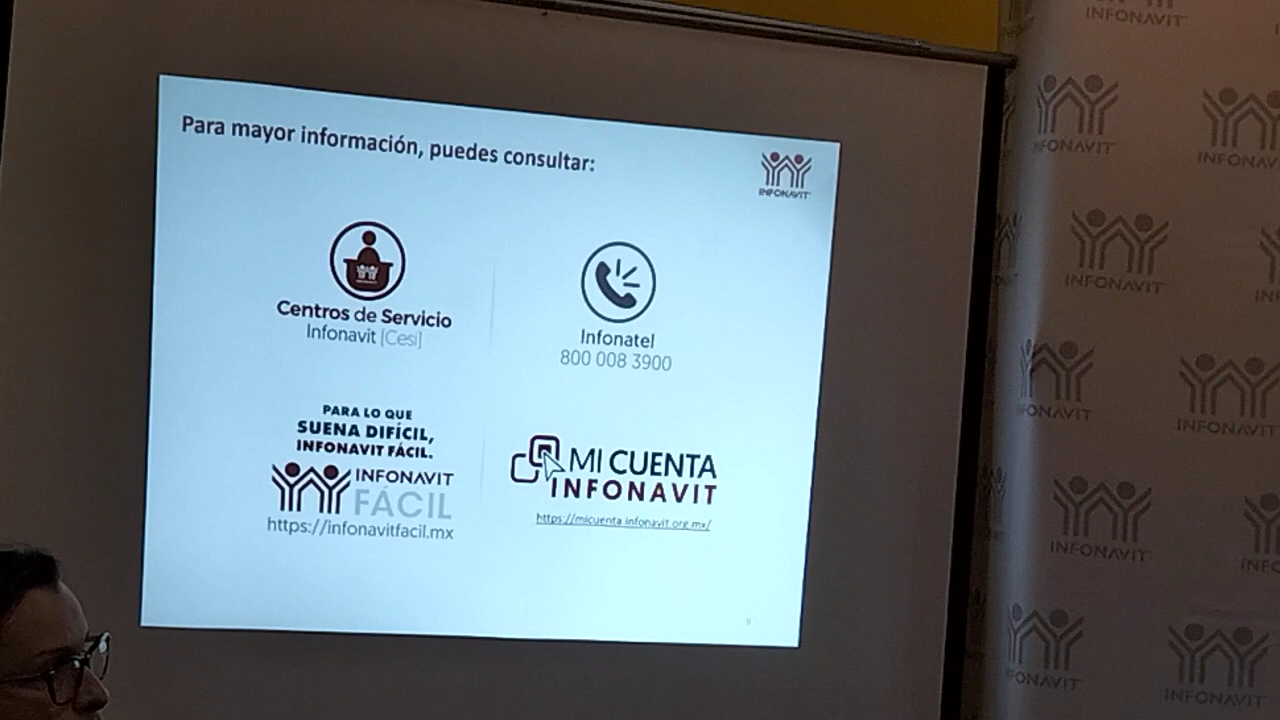 Para mayor información, puedes consultar:
INFONAVIT
Centros de Servicio
Infonavit [Cesi]
Infonatel
800 008 3900
PARA LO QUE
SUENA DIFÍCIL,
INFONAVIT FÁCIL.
INFONAVIT
FÁCIL
https://infonavitfacil.mx
MI CUENTA
INFONAVIT
https://micuenta.infonavit.org.mx/
9
INFONAVIT
INFONAVIT
INFONAVIT
INFONAVIT
INFONAVIT
INFONAVIT
INFONAVIT
INFONAVIT
INFONAVIT